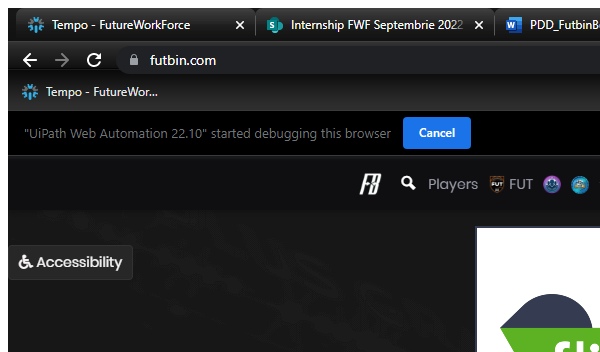 Tempo - FutureWorkForce
Internship FWF Septembrie 2022
PDD_FutbinB
futbin.com
Tempo - FutureWor...
"UiPath Web Automation 22.10" started debugging this browser
Cancel
Players
FUT
Accessibility